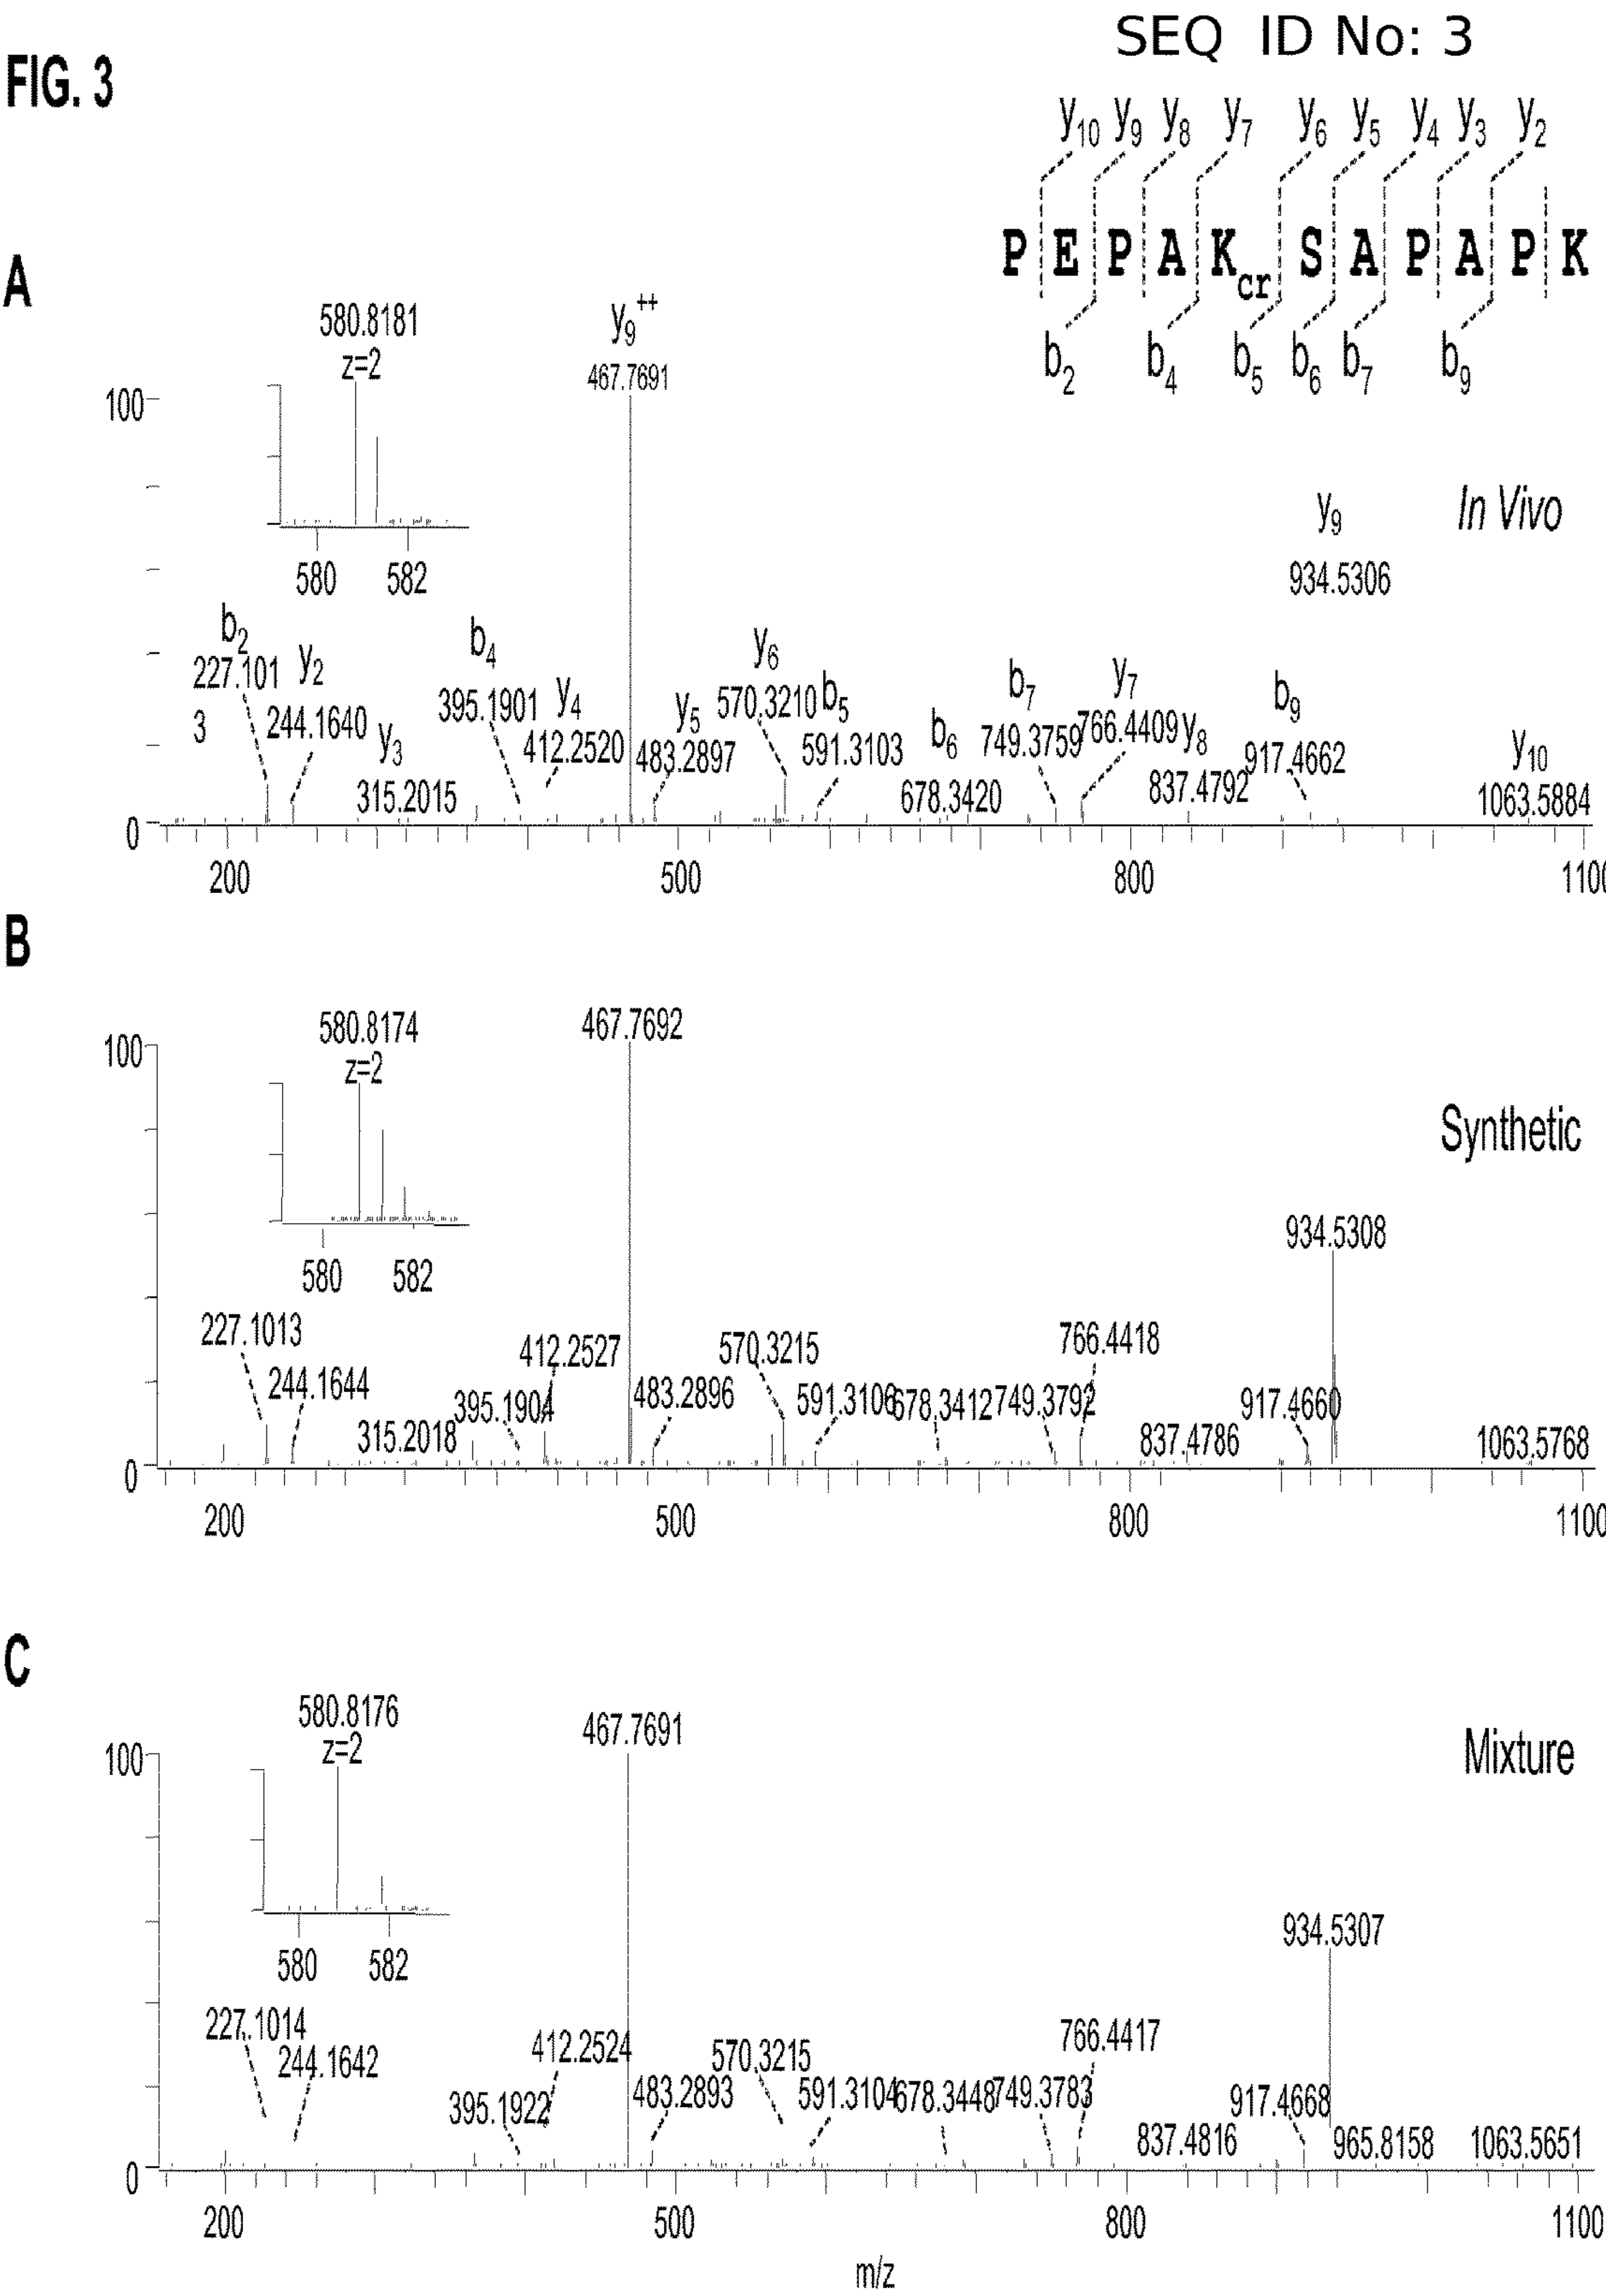 SEQ ID No: 3
FIG. 3
y10 y9 y8 y7 y6 y5 y4 y3 y2
P E P A Kcr S A P A P K
b2 b4 b5 b6 b7 b9
A
In Vivo
580.8181
z=2
580 582
y9++
467.7691
y9
934.5306
b2
227.101
3
y2
244.1640
y3
315.2015
b4
395.1901
y4
412.2520
y5
483.2897
y6
570.3210
b5
591.3103
b6
678.3420
b7
749.3759
y7
766.4409
y8
837.4792
b9
917.4662
y10
1063.5884
100
0
200 500 800 1100
B
Synthetic
580.8174
z=2
580 582
467.7692
934.5308
227.1013
244.1644
315.2018
395.1904
412.2527
483.2896
570.3215
591.3106
678.3412
749.3792
766.4418
837.4786
917.4660
1063.5768
100
0
200 500 800 1100
C
Mixture
580.8176
z=2
580 582
467.7691
934.5307
227.1014
244.1642
395.1922
412.2524
483.2893
570.3215
591.3104
678.3448
749.3783
766.4417
837.4816
917.4668
965.8158
1063.5651
100
0
200 500 800 1100
m/z